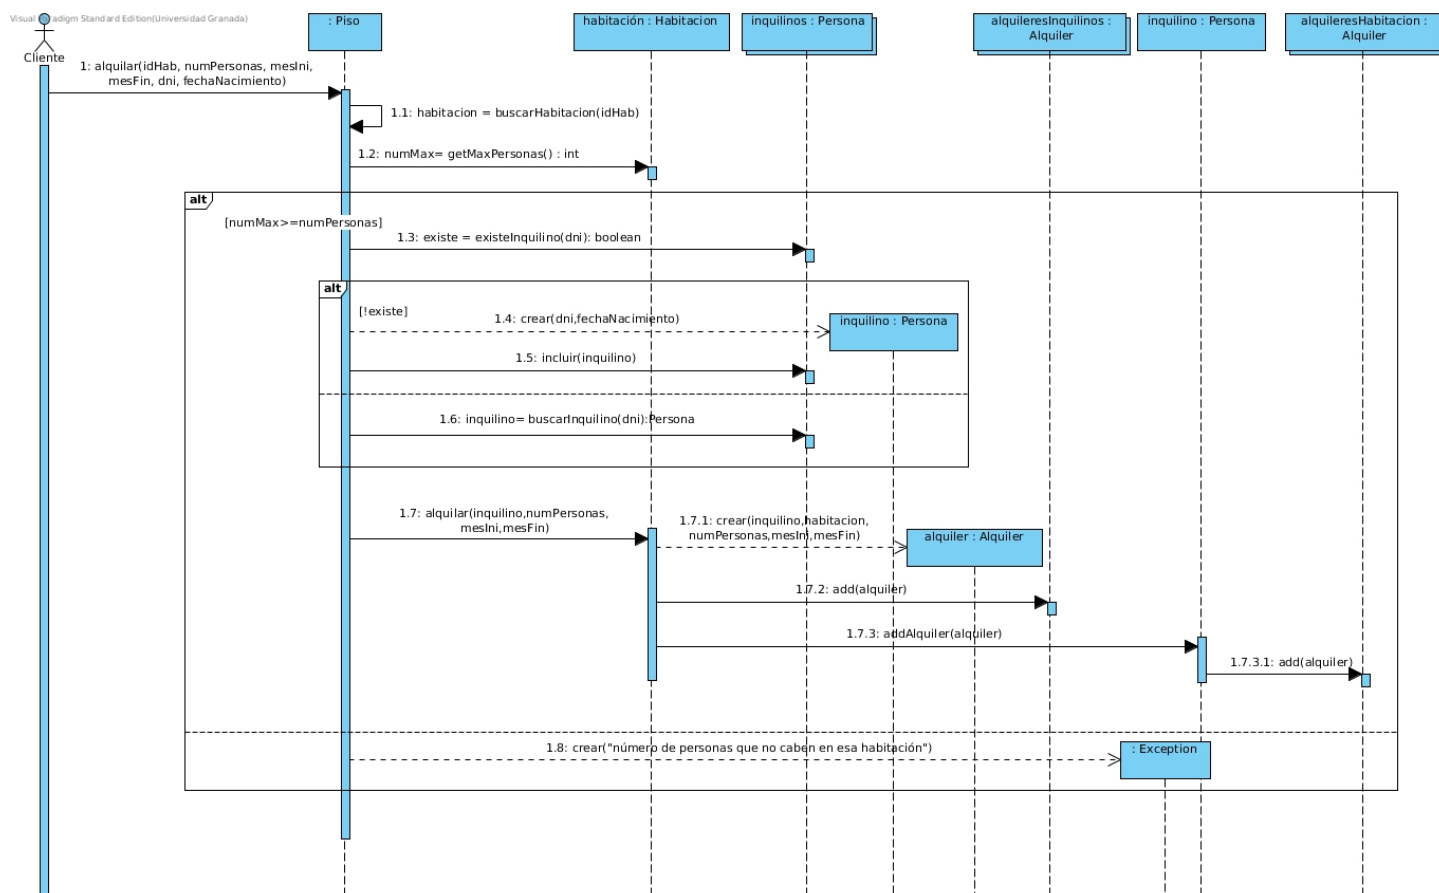 Visual Paradigm Standard Edition(Universidad Granada)
Cliente
: Piso
habitación : Habitacion
inquilinos : Persona
alquileresInquilinos :
Alquiler
inquilino : Persona
alquileresHabitacion :
Alquiler
1: alquilar(idHab, numPersonas, mesIni,
mesFin, dni, fechaNacimiento)
1.1: habitacion = buscarHabitacion(idHab)
1.2: numMax= getMaxPersonas() : int
alt
[numMax>=numPersonas]
1.3: existe = existeInquilino(dni): boolean
alt
[!existe]
1.4: crear(dni,fechaNacimiento)
inquilino : Persona
1.5: incluir(inquilino)
1.6: inquilino= buscarInquilino(dni):Persona
1.7: alquilar(inquilino,numPersonas,
mesIni,mesFin)
1.7.1: crear(inquilino,habitacion,
numPersonas,mesIni,mesFin)
alquiler : Alquiler
1.7.2: add(alquiler)
1.7.3: addAlquiler(alquiler)
1.7.3.1: add(alquiler)
1.8: crear("número de personas que no caben en esa habitación")
: Exception